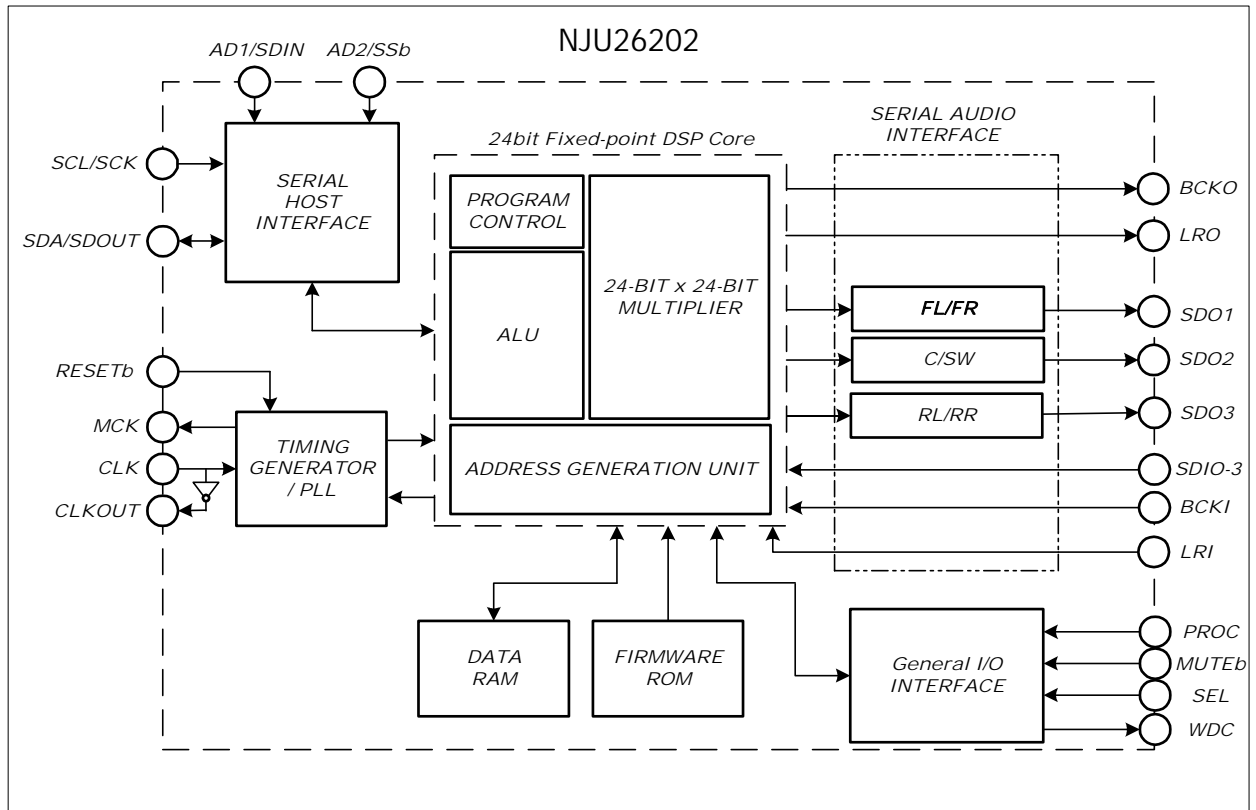 NJU26202
AD1/SDIN
AD2/SSb
SCL/SCK
SDA/SDOUT
SERIAL
HOST
INTERFACE
RESETb
MCK
CLK
CLKOUT
TIMING
GENERATOR
/ PLL
24bit Fixed-point DSP Core
PROGRAM
CONTROL
ALU
24-BIT x 24-BIT
MULTIPLIER
ADDRESS GENERATION UNIT
DATA
RAM
FIRMWARE
ROM
SERIAL AUDIO
INTERFACE
FL/FR
C/SW
RL/RR
BCKO
LRO
SDO1
SDO2
SDO3
SDIO-3
BCKI
LRI
General I/O
INTERFACE
PROC
MUTEb
SEL
WDC